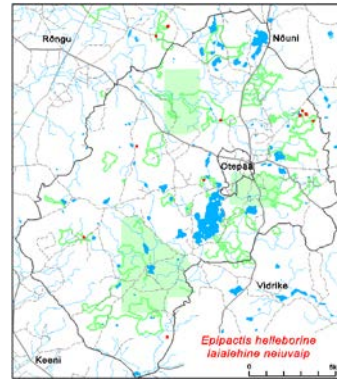 Rõngu
Nõuni
Otepää
Vidrike
Epipactis helleborine
laialehine neiuvaip
Keeni
0